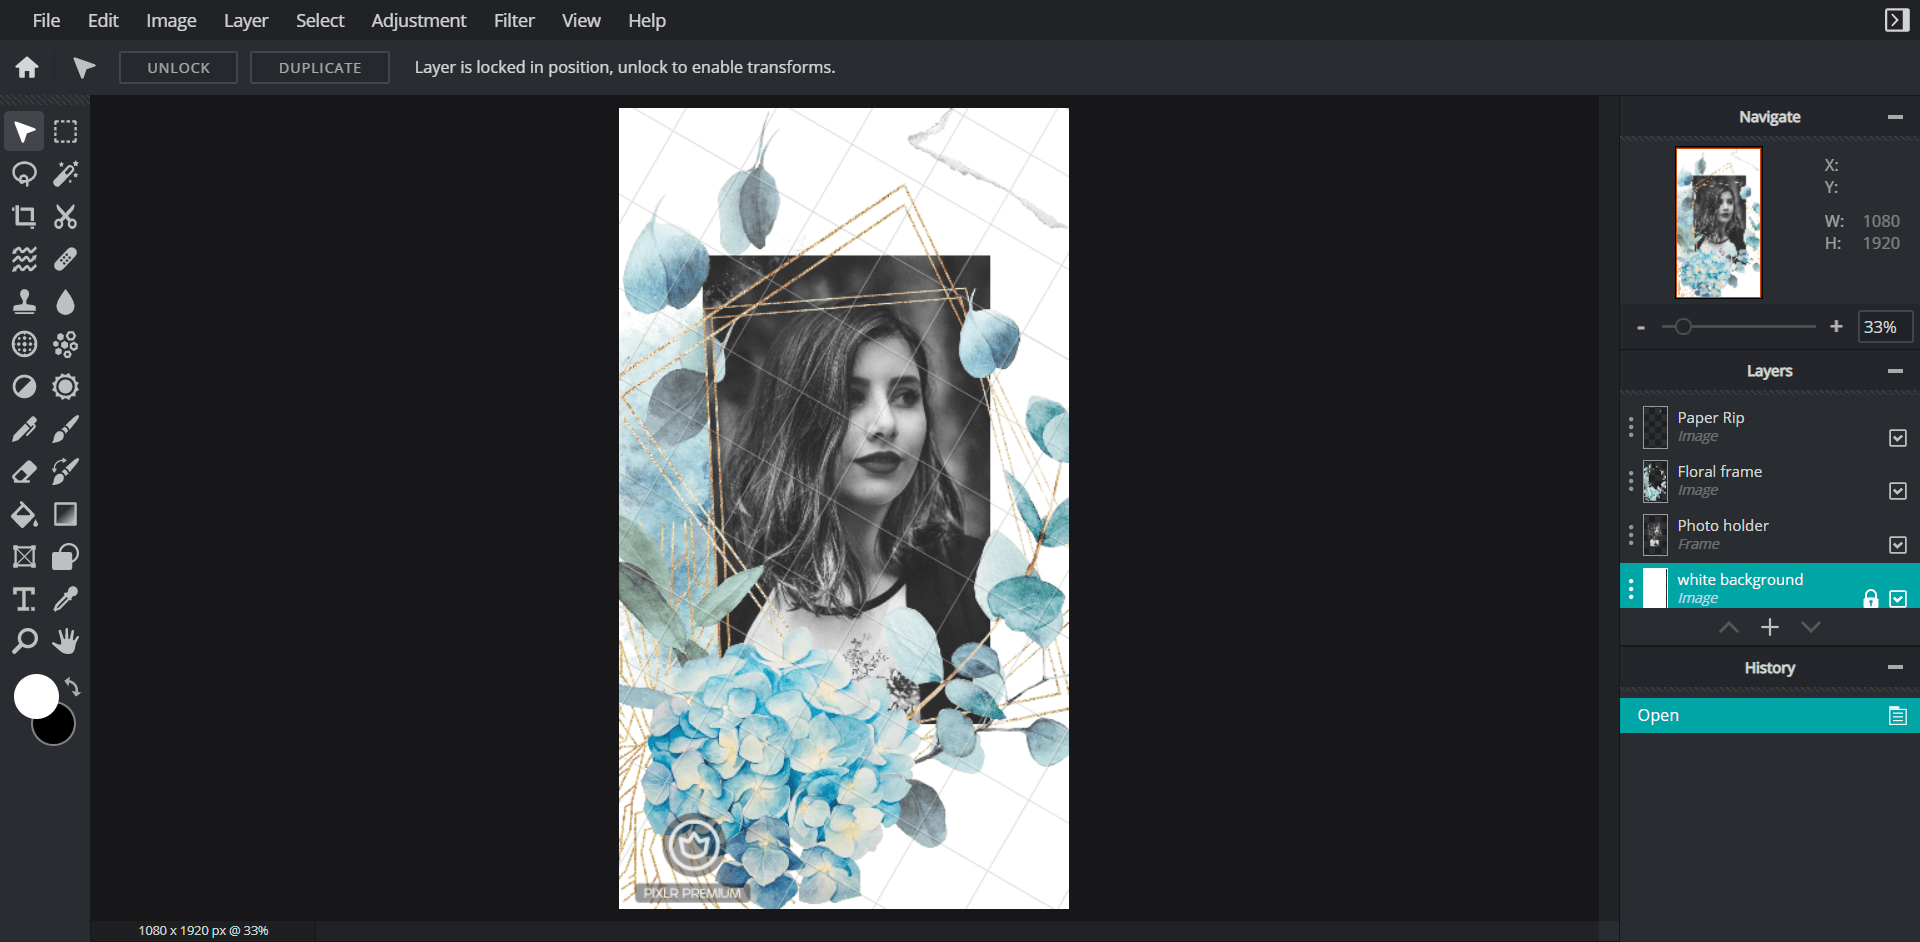 File Edit Image Layer Select Adjustment Filter View Help
UNLOCK DUPLICATE Layer is locked in position, unlock to enable transforms.
Navigate
X:
Y:
W: 1080
H: 1920
- + 33%
Layers
Paper Rip
Image
Floral frame
Image
Photo holder
Frame
white background
Image
History
Open
T
PIXLR PREMIUM
1080 x 1920 px @ 33%